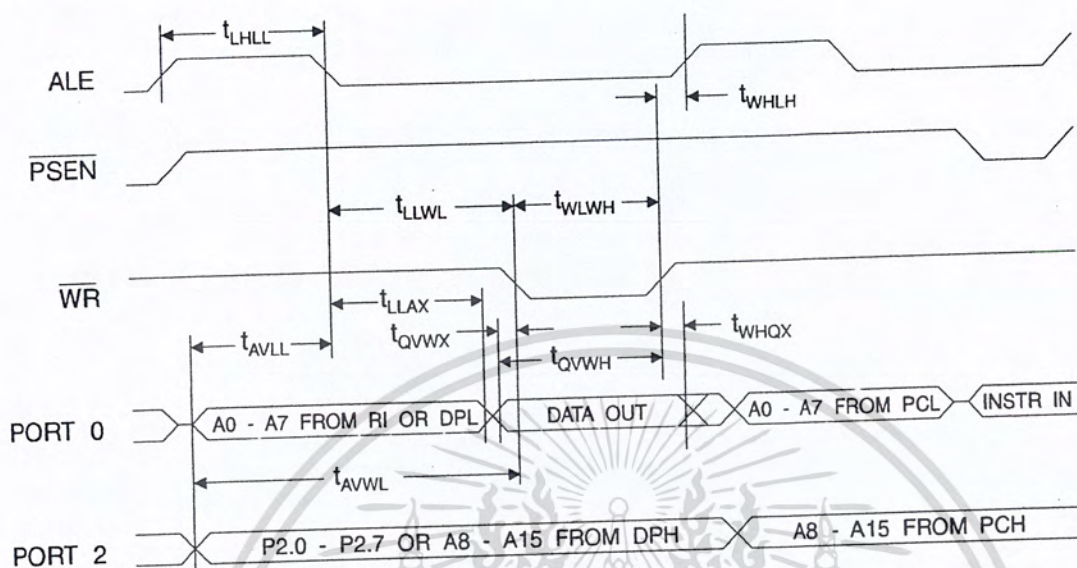 tLHLL
ALE
tWHLH
PSEN
tLLWL
tWLWH
WR
tLLAX
tQVWX
tWHQX
tAVLL
tQVWH
PORT 0
A0 - A7 FROM RI OR DPL
DATA OUT
A0 - A7 FROM PCL
INSTR IN
tAVWL
PORT 2
P2.0 - P2.7 OR A8 - A15 FROM DPH
A8 - A15 FROM PCH